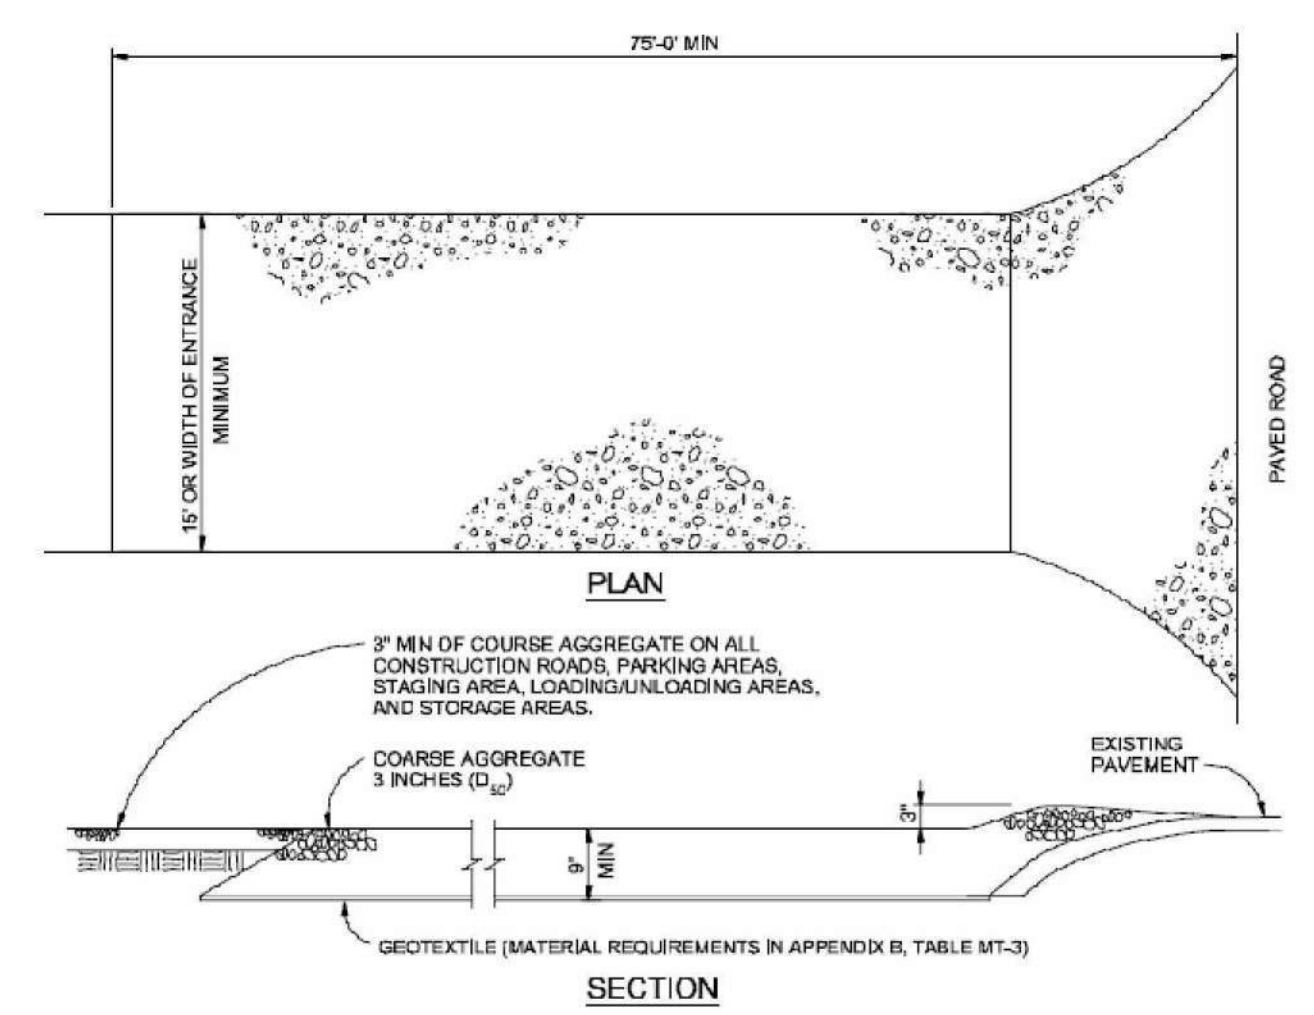 75'-0' MIN
15' OR WIDTH OF ENTRANCE
MINIMUM
PAVED ROAD
PLAN
3" MIN OF COURSE AGGREGATE ON ALL
CONSTRUCTION ROADS, PARKING AREAS,
STAGING AREA, LOADING/UNLOADING AREAS,
AND STORAGE AREAS.
COARSE AGGREGATE
3 INCHES (D50)
EXISTING
PAVEMENT
3"
9"
MIN
GEOTEXTILE (MATERIAL REQUIREMENTS IN APPENDIX B, TABLE MT-3)
SECTION